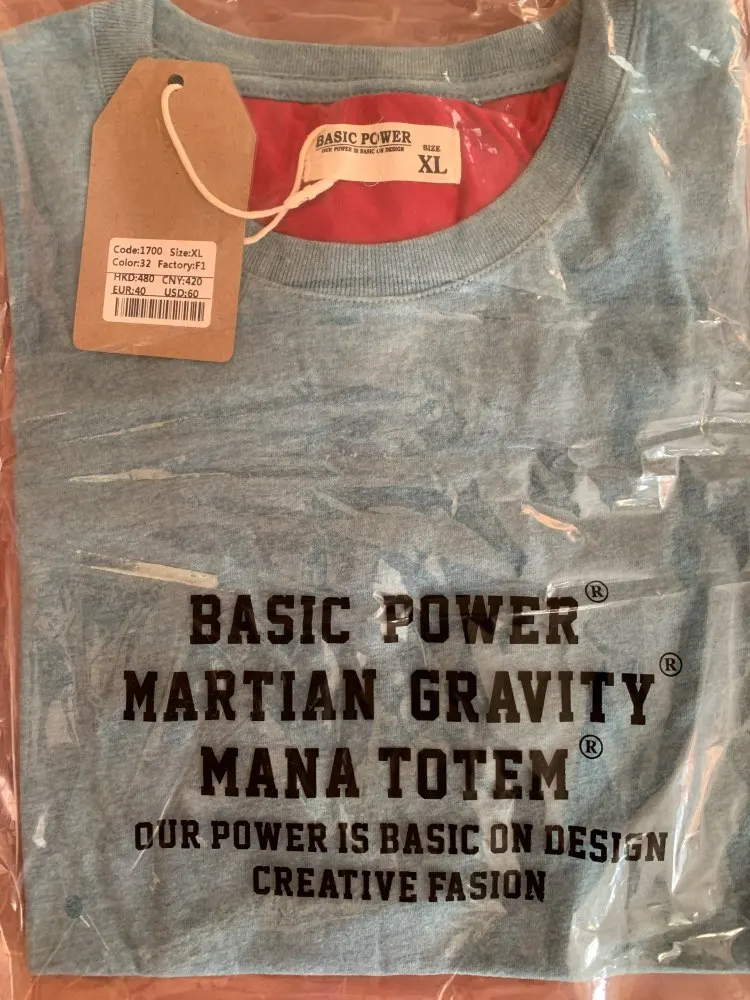 BASIC POWER
OUR POWER IS BASIC ON DESIGN
SIZE
XL
Code:1700 Size:XL
Color:32 Factory:F1
HKD:480 CNY:420
EUR:40 USD:60
BASIC POWER®
MARTIAN GRAVITY®
MANA TOTEM®
OUR POWER IS BASIC ON DESIGN
CREATIVE FASION